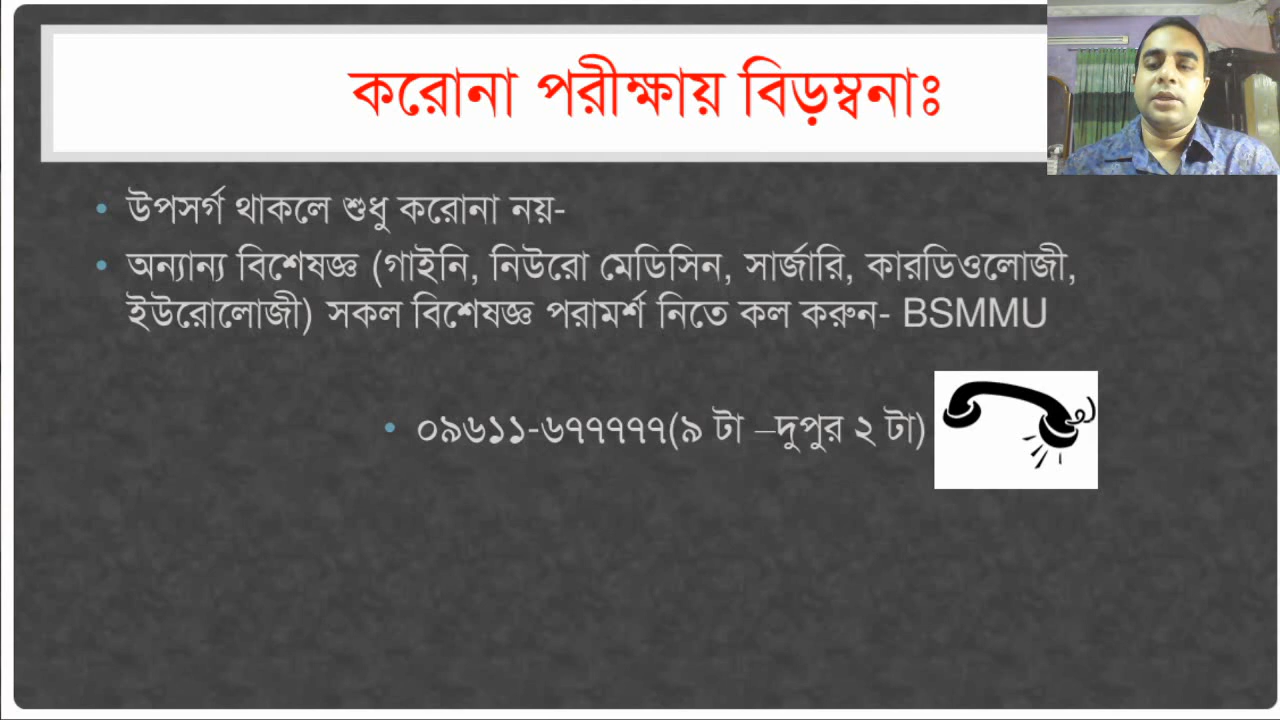 করোনা পরীক্ষায় বিড়ম্বনাঃ
• উপসর্গ থাকলে শুধু করোনা নয়-
• অন্যান্য বিশেষজ্ঞ (গাইনি, নিউরো মেডিসিন, সার্জারি, কারডিওলোজী,
ইউরোলোজী) সকল বিশেষজ্ঞ পরামর্শ নিতে কল করুন- BSMMU
• ০৯৬১১-৬৭৭৭৭৭(৯ টা –দুপুর ২ টা)